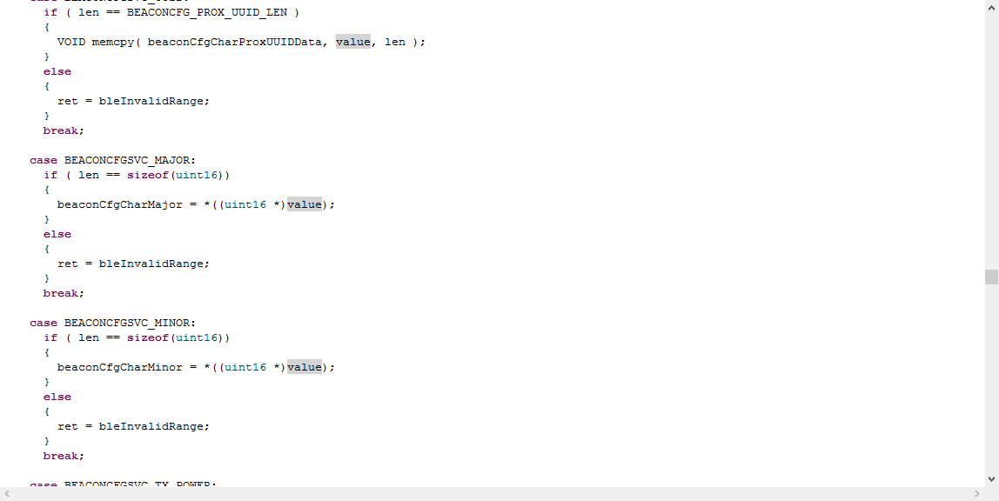 if ( len == BEACONCFG_PROX_UUID_LEN )
{
VOID memcpy( beaconCfgCharProxUUIDData, value, len );
}
else
{
ret = bleInvalidRange;
}
break;
case BEACONCFGSVC_MAJOR:
if ( len == sizeof(uint16))
{
beaconCfgCharMajor = *((uint16 *)value);
}
else
{
ret = bleInvalidRange;
}
break;
case BEACONCFGSVC_MINOR:
if ( len == sizeof(uint16))
{
beaconCfgCharMinor = *((uint16 *)value);
}
else
{
ret = bleInvalidRange;
}
break;
case BEACONCFGSVC_TX_POWER: